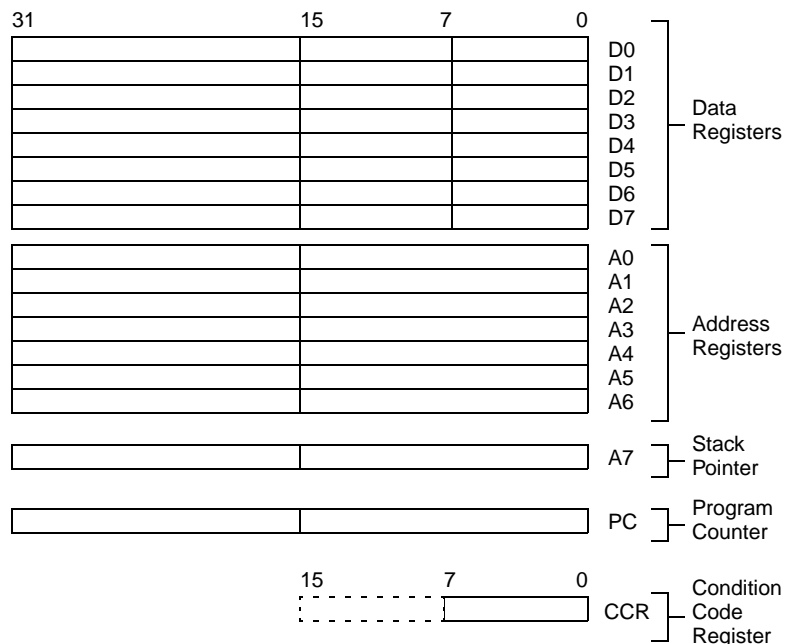 31 15 7 0
D0
D1
D2
D3
D4
D5
D6
D7
Data
Registers
A0
A1
A2
A3
A4
A5
A6
Address
Registers
A7
Stack
Pointer
PC
Program
Counter
15 7 0
CCR
Condition
Code
Register